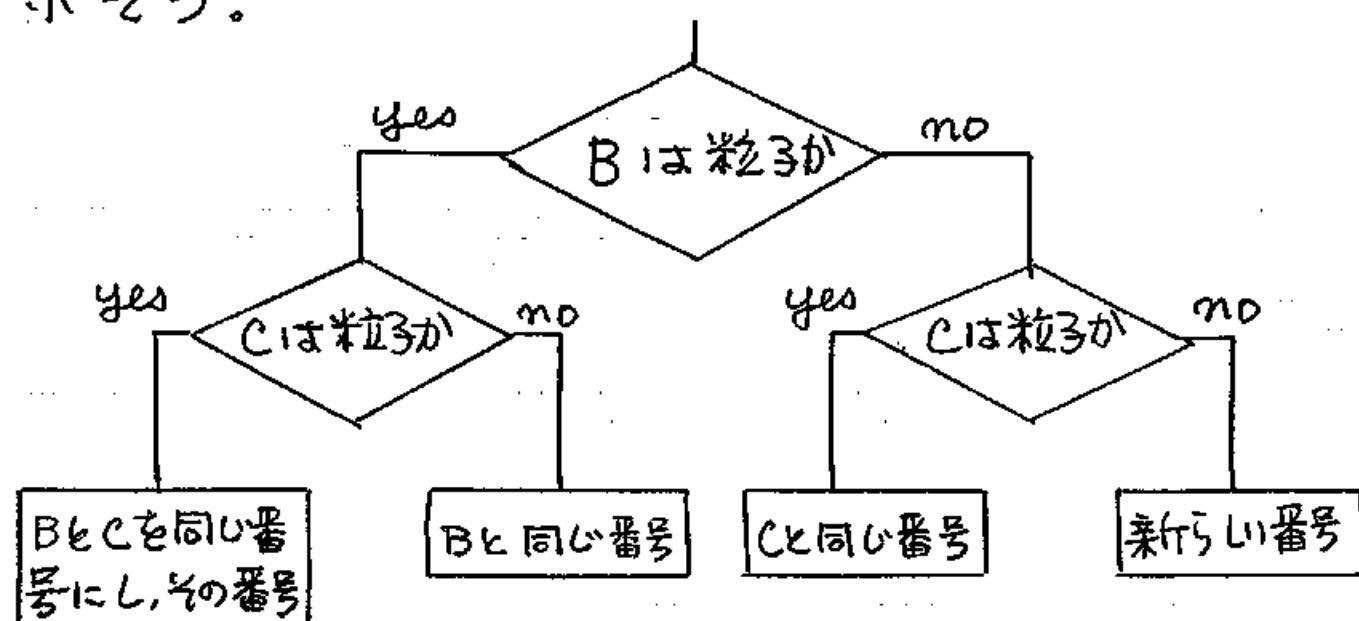 示そう。
yes
Bは粒子か
no
yes
Cは粒子か
no
yes
Cは粒子か
no
BとCを同じ番
号にし,その番号
Bと同じ番号
Cと同じ番号
新らしい番号